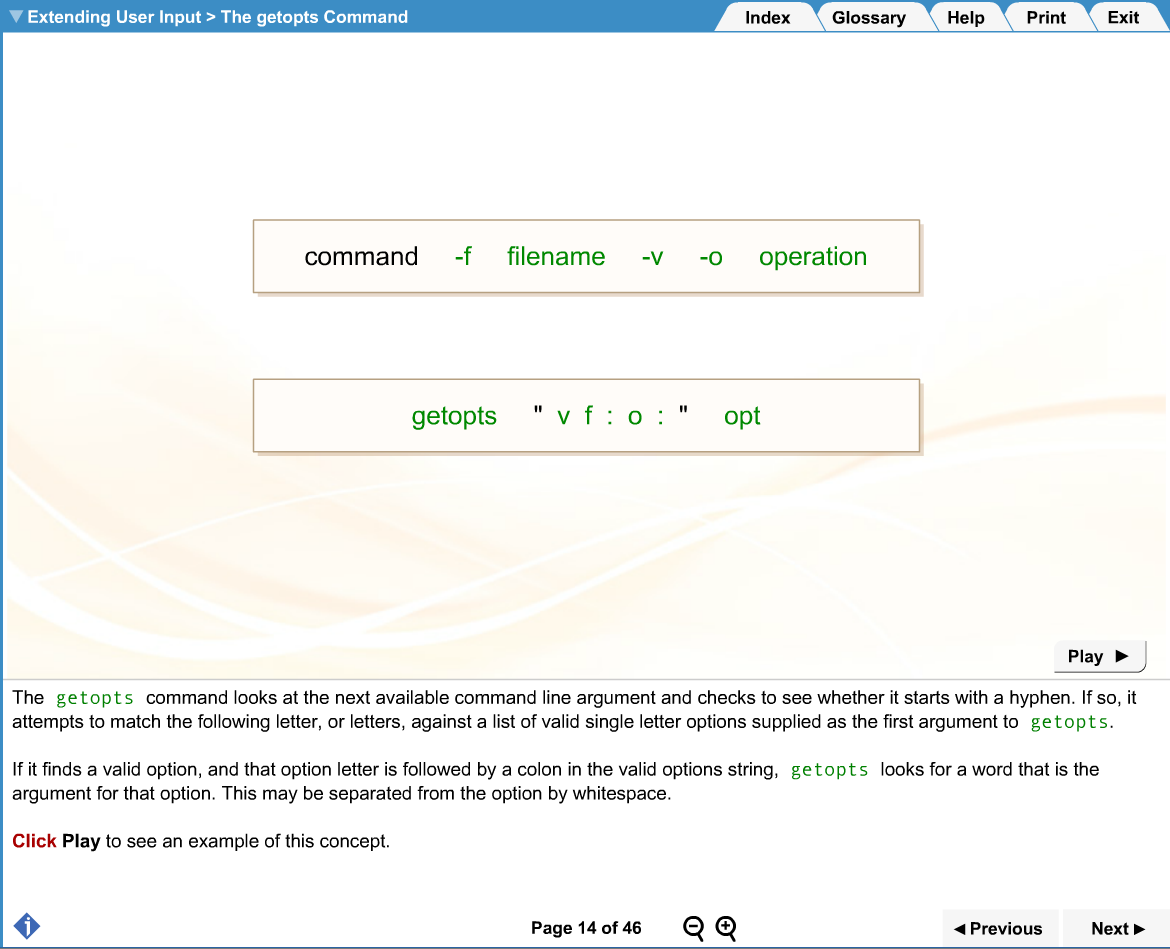 Extending User Input > The getopts Command
Index Glossary Help Print Exit
command -f filename -v -o operation
getopts " v f : o : " opt
Play
The getopts command looks at the next available command line argument and checks to see whether it starts with a hyphen. If so, it
attempts to match the following letter, or letters, against a list of valid single letter options supplied as the first argument to getopts.
If it finds a valid option, and that option letter is followed by a colon in the valid options string, getopts looks for a word that is the
argument for that option. This may be separated from the option by whitespace.
Click Play to see an example of this concept.
i
Page 14 of 46
Previous
Next